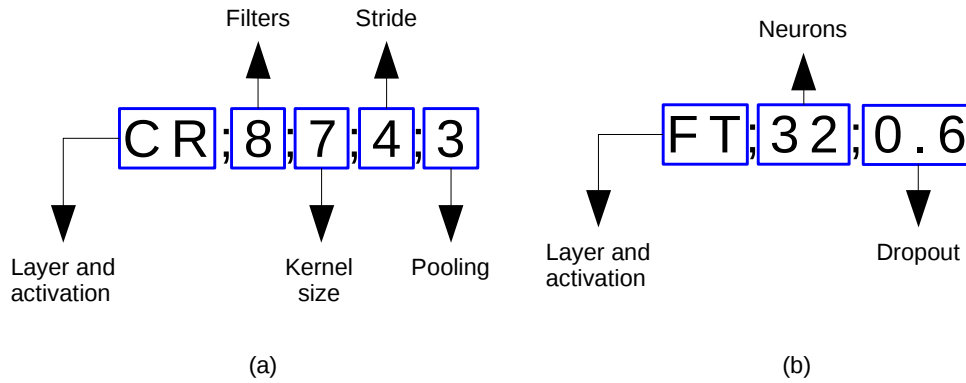 Filters
Stride
CR;8;7;4;3
Layer and
activation
Kernel
size
Pooling
(a)
Neurons
FT;32;0.6
Layer and
activation
Dropout
(b)